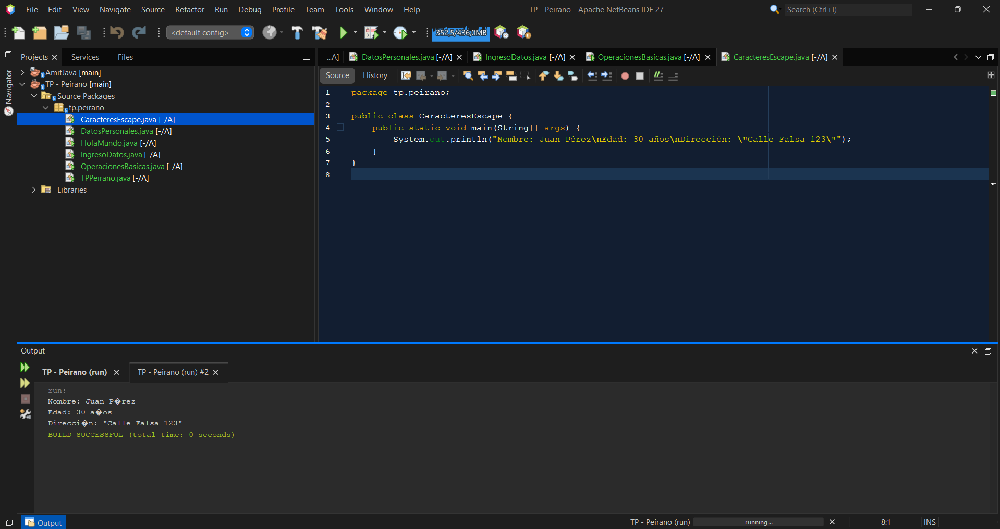 File Edit View Navigate Source Refactor Run Debug Profile Team Tools Window Help
TP - Peirano - Apache NetBeans IDE 27
Search (Ctrl+I)
<default config>
352,5/436,0MB
Navigator
Projects
Services
Files
AmitJava [main]
TP - Peirano [main]
Source Packages
tp.peirano
CaracteresEscape.java [-/A]
DatosPersonales.java [-/A]
HolaMundo.java [-/A]
IngresoDatos.java [-/A]
OperacionesBasicas.java [-/A]
TPPeirano.java [-/A]
Libraries
...A] DatosPersonales.java [-/A] IngresoDatos.java [-/A] OperacionesBasicas.java [-/A] CaracteresEscape.java [-/A]
Source History
1 package tp.peirano;
2
3 public class CaracteresEscape {
4 public static void main(String[] args) {
5 System.out.println("Nombre: Juan Pérez\nEdad: 30 años\nDirección: \"Calle Falsa 123\"");
6 }
7 }
8
Output
TP - Peirano (run) TP - Peirano (run) #2
run:
Nombre: Juan P�rez
Edad: 30 a�os
Direcci�n: "Calle Falsa 123"
BUILD SUCCESSFUL (total time: 0 seconds)
Output
TP - Peirano (run)
running...
8:1
INS